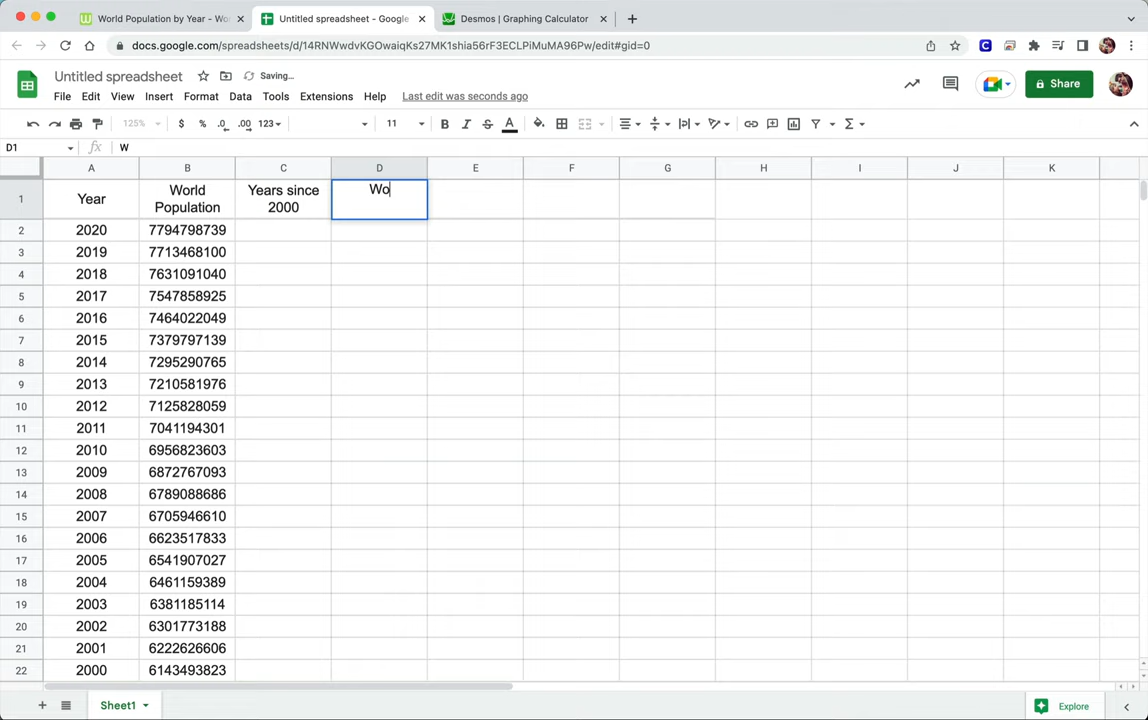 World Population by Year - Wor
Untitled spreadsheet - Google
Desmos | Graphing Calculator
docs.google.com/spreadsheets/d/14RNWwdvKGOwaiqKs27MK1shia56rF3ECLPiMuMA96Pw/edit#gid=0
Untitled spreadsheet
Saving...
File Edit View Insert Format Data Tools Extensions Help Last edit was seconds ago
Share
125% $ % .0 .00 123 11 B I S A
D1 fx W
A B C D E F G H I J K
1 Year World Population Years since 2000 Wo
2 2020 7794798739
3 2019 7713468100
4 2018 7631091040
5 2017 7547858925
6 2016 7464022049
7 2015 7379797139
8 2014 7295290765
9 2013 7210581976
10 2012 7125828059
11 2011 7041194301
12 2010 6956823603
13 2009 6872767093
14 2008 6789088686
15 2007 6705946610
16 2006 6623517833
17 2005 6541907027
18 2004 6461159389
19 2003 6381185114
20 2002 6301773188
21 2001 6222626606
22 2000 6143493823
Sheet1
Explore